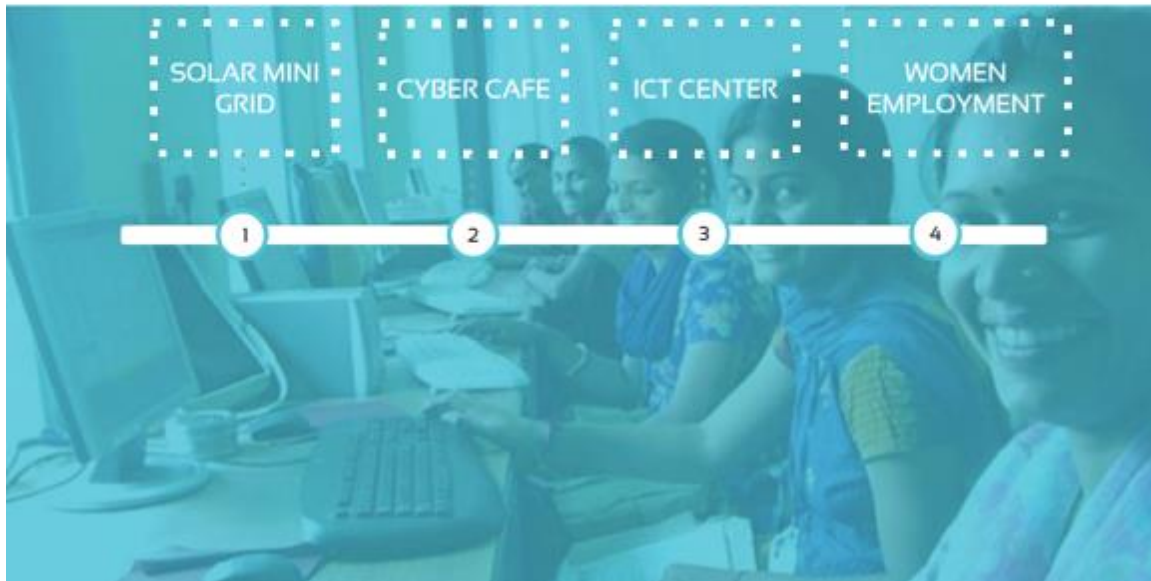 SOLAR MINI
GRID
CYBER CAFE
ICT CENTER
WOMEN
EMPLOYMENT
1
2
3
4